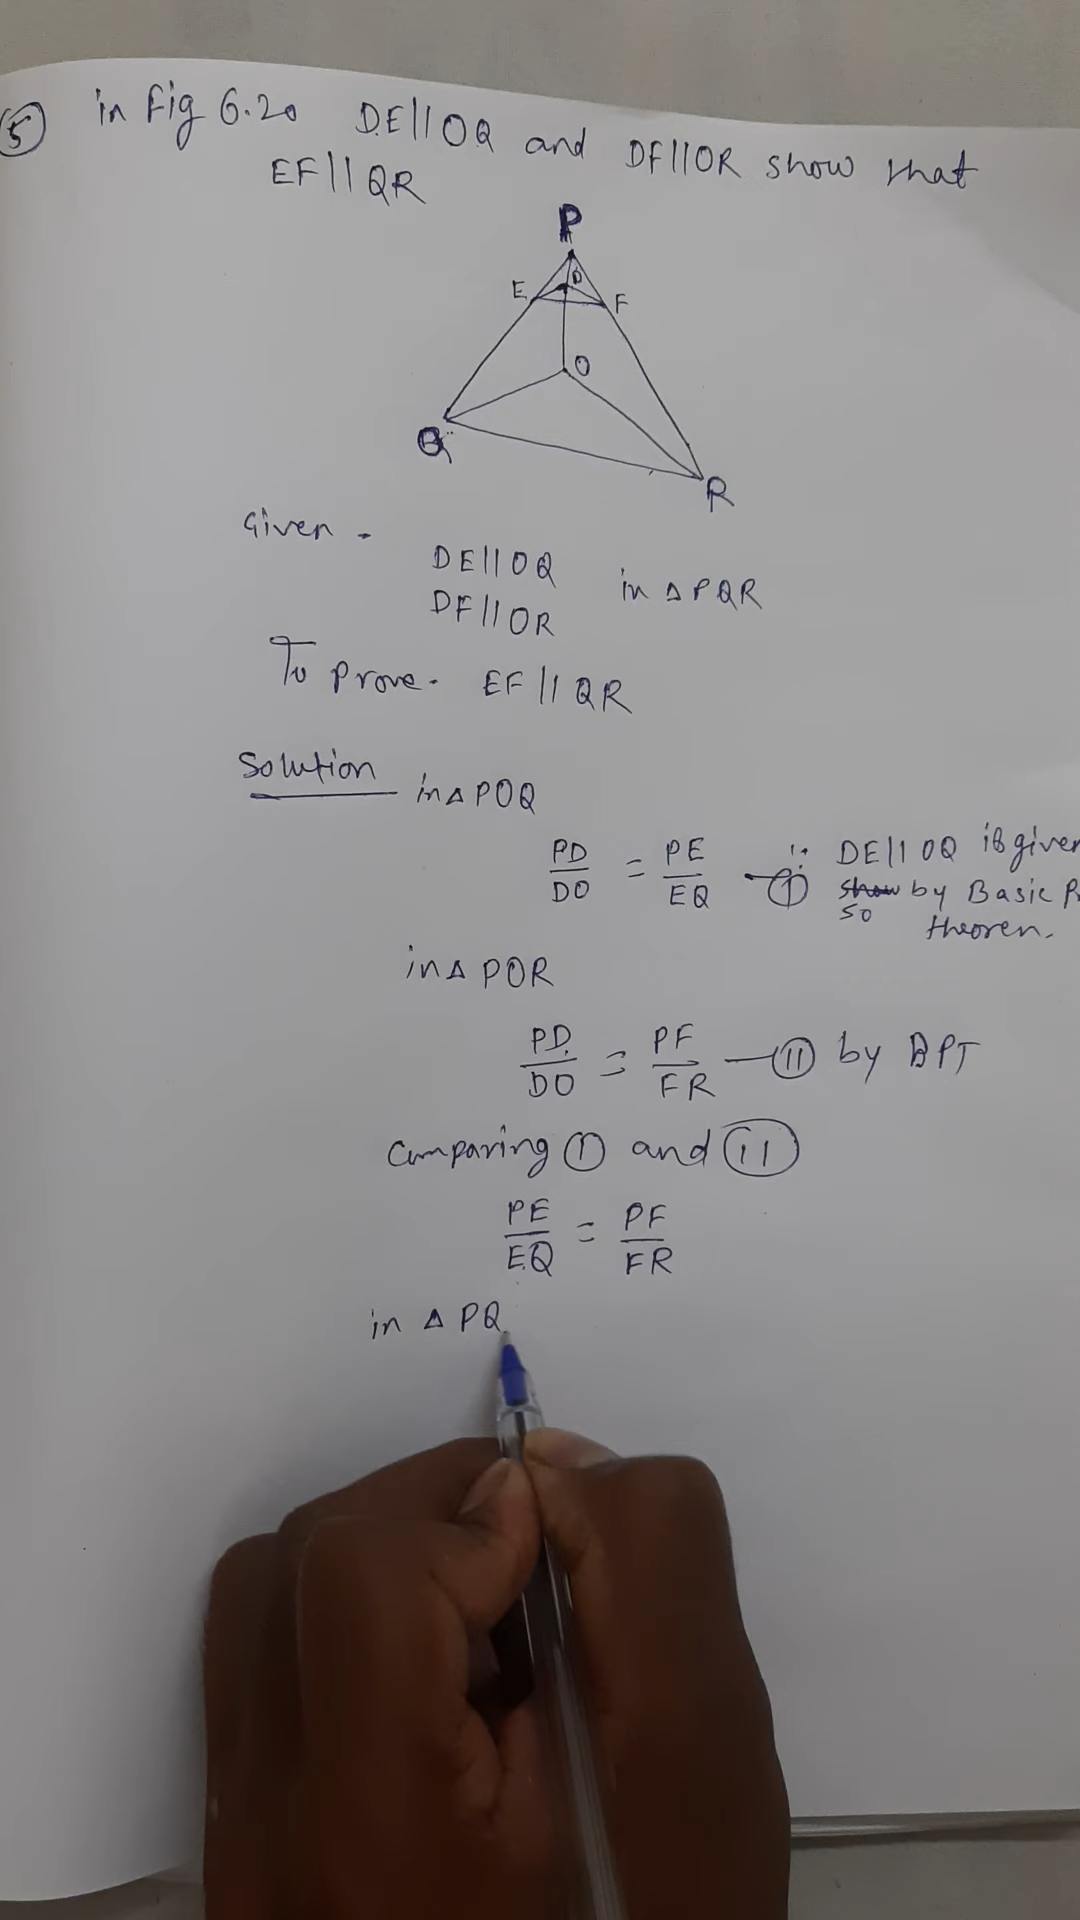 5 in Fig 6.20 DE||OQ and DF||OR show that
EF||QR
P
D
E F
O
Q
R
Given -
DE||OQ
in △PQR
DF||OR
To Prove - EF||QR
Solution in △POQ
PD/DO = PE/EQ — I ∵ DE||OQ is given
so by Basic
theoren.
in △ POR
PD/DO = PF/FR — II by BPT
Comparing I and II
PE/EQ = PF/FR
in △ PQ